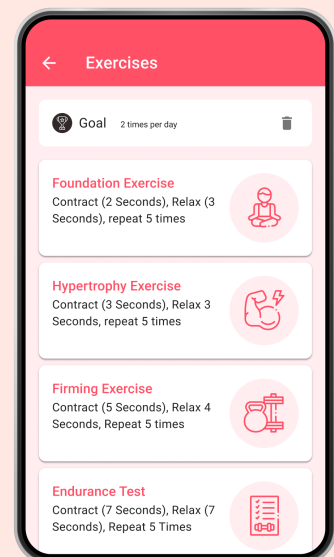 Exercises
Goal 2 times per day
Foundation Exercise
Contract (2 Seconds), Relax (3
Seconds), repeat 5 times
Hypertrophy Exercise
Contract (3 Seconds), Relax 3
Seconds, repeat 5 times
Firming Exercise
Contract (5 Seconds), Relax 4
Seconds, Repeat 5 times
Endurance Test
Contract (7 Seconds), Relax (7
Seconds), Repeat 5 Times